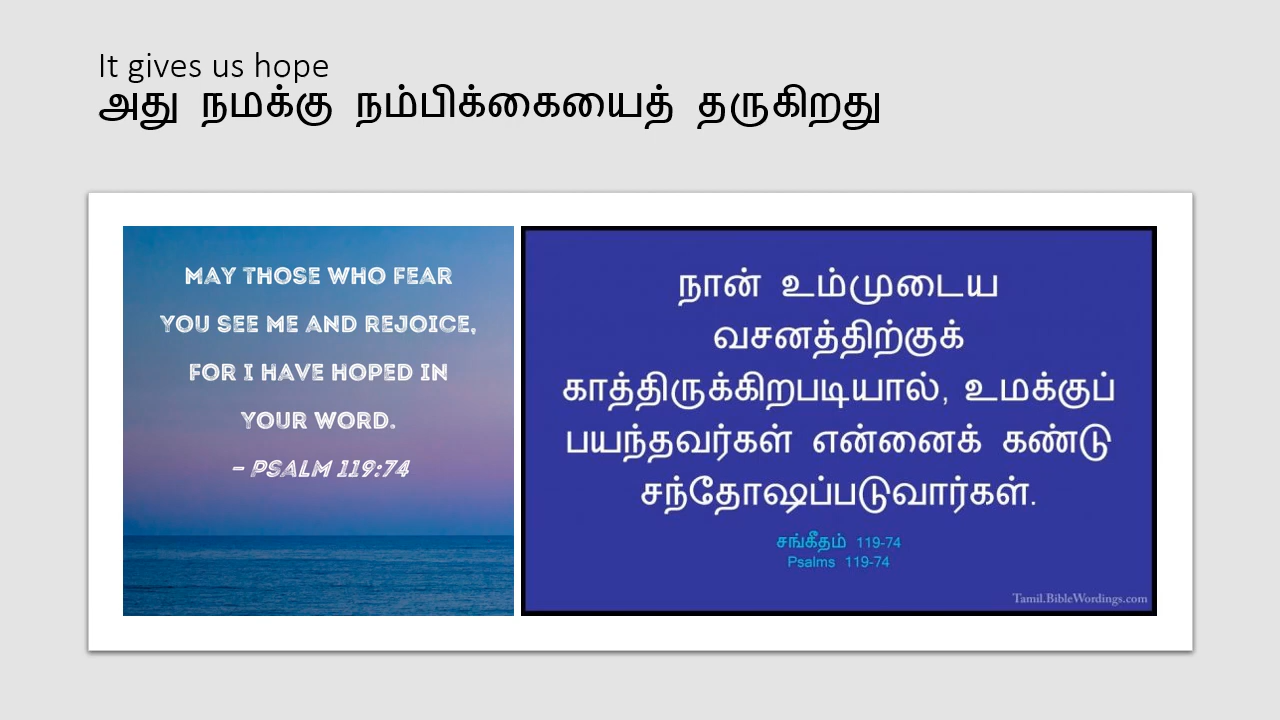 It gives us hope
அது நமக்கு நம்பிக்கையைத் தருகிறது
MAY THOSE WHO FEAR
YOU SEE ME AND REJOICE,
FOR I HAVE HOPED IN
YOUR WORD.
- PSALM 119:74
நான் உம்முடைய
வசனத்திற்குக்
காத்திருக்கிறபடியால், உமக்குப்
பயந்தவர்கள் என்னைக் கண்டு
சந்தோஷப்படுவார்கள்.
சங்கீதம் 119-74
Psalms 119-74
Tamil.BibleWordings.com